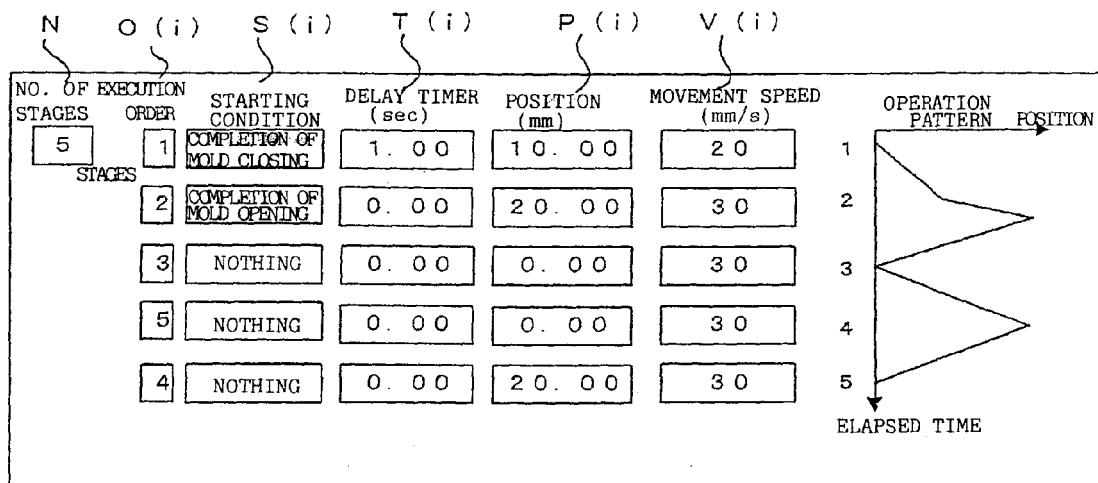 N O (i) S (i) T (i) P (i) V (i)
NO. OF EXECUTION
STAGES ORDER STARTING CONDITION DELAY TIMER (sec) POSITION (mm) MOVEMENT SPEED (mm/s) OPERATION PATTERN POSITION
5 STAGES
1 COMPLETION OF MOLD CLOSING 1.00 10.00 20 1
2 COMPLETION OF MOLD OPENING 0.00 20.00 30 2
3 NOTHING 0.00 0.00 30 3
5 NOTHING 0.00 0.00 30 4
4 NOTHING 0.00 20.00 30 5
ELAPSED TIME